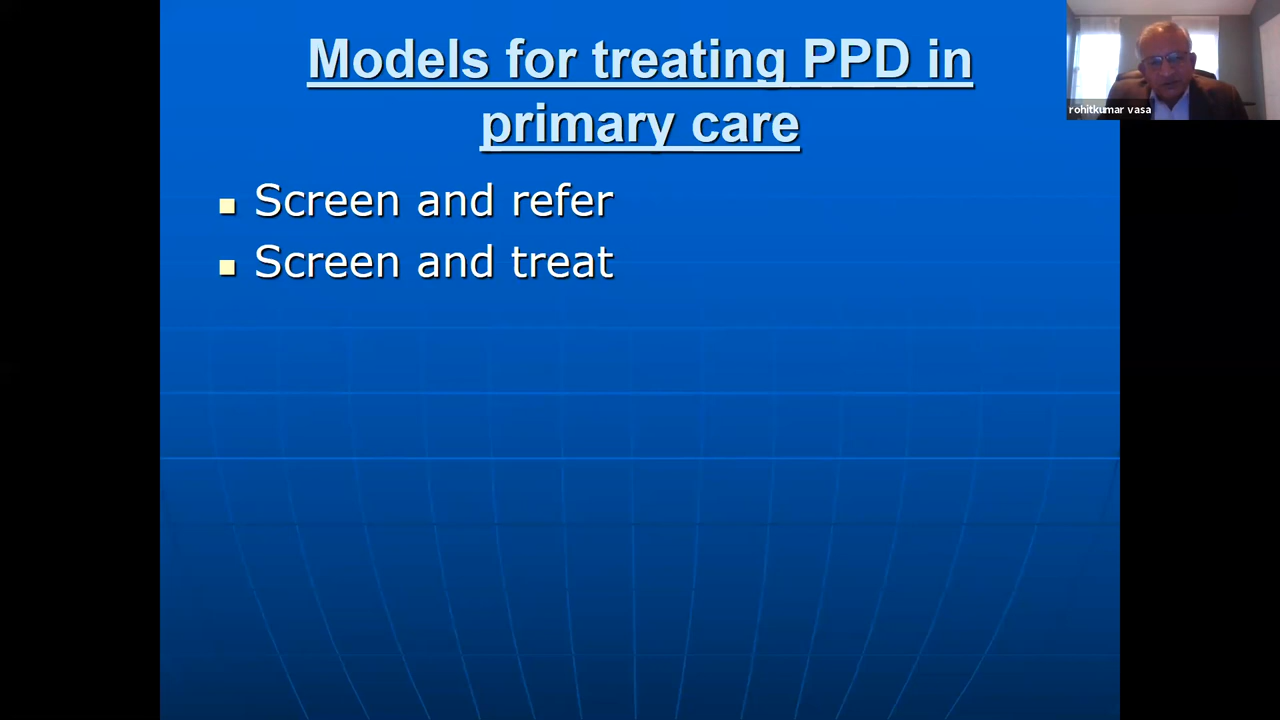 Models for treating PPD in
primary care
rohitkumar vasa
Screen and refer
Screen and treat